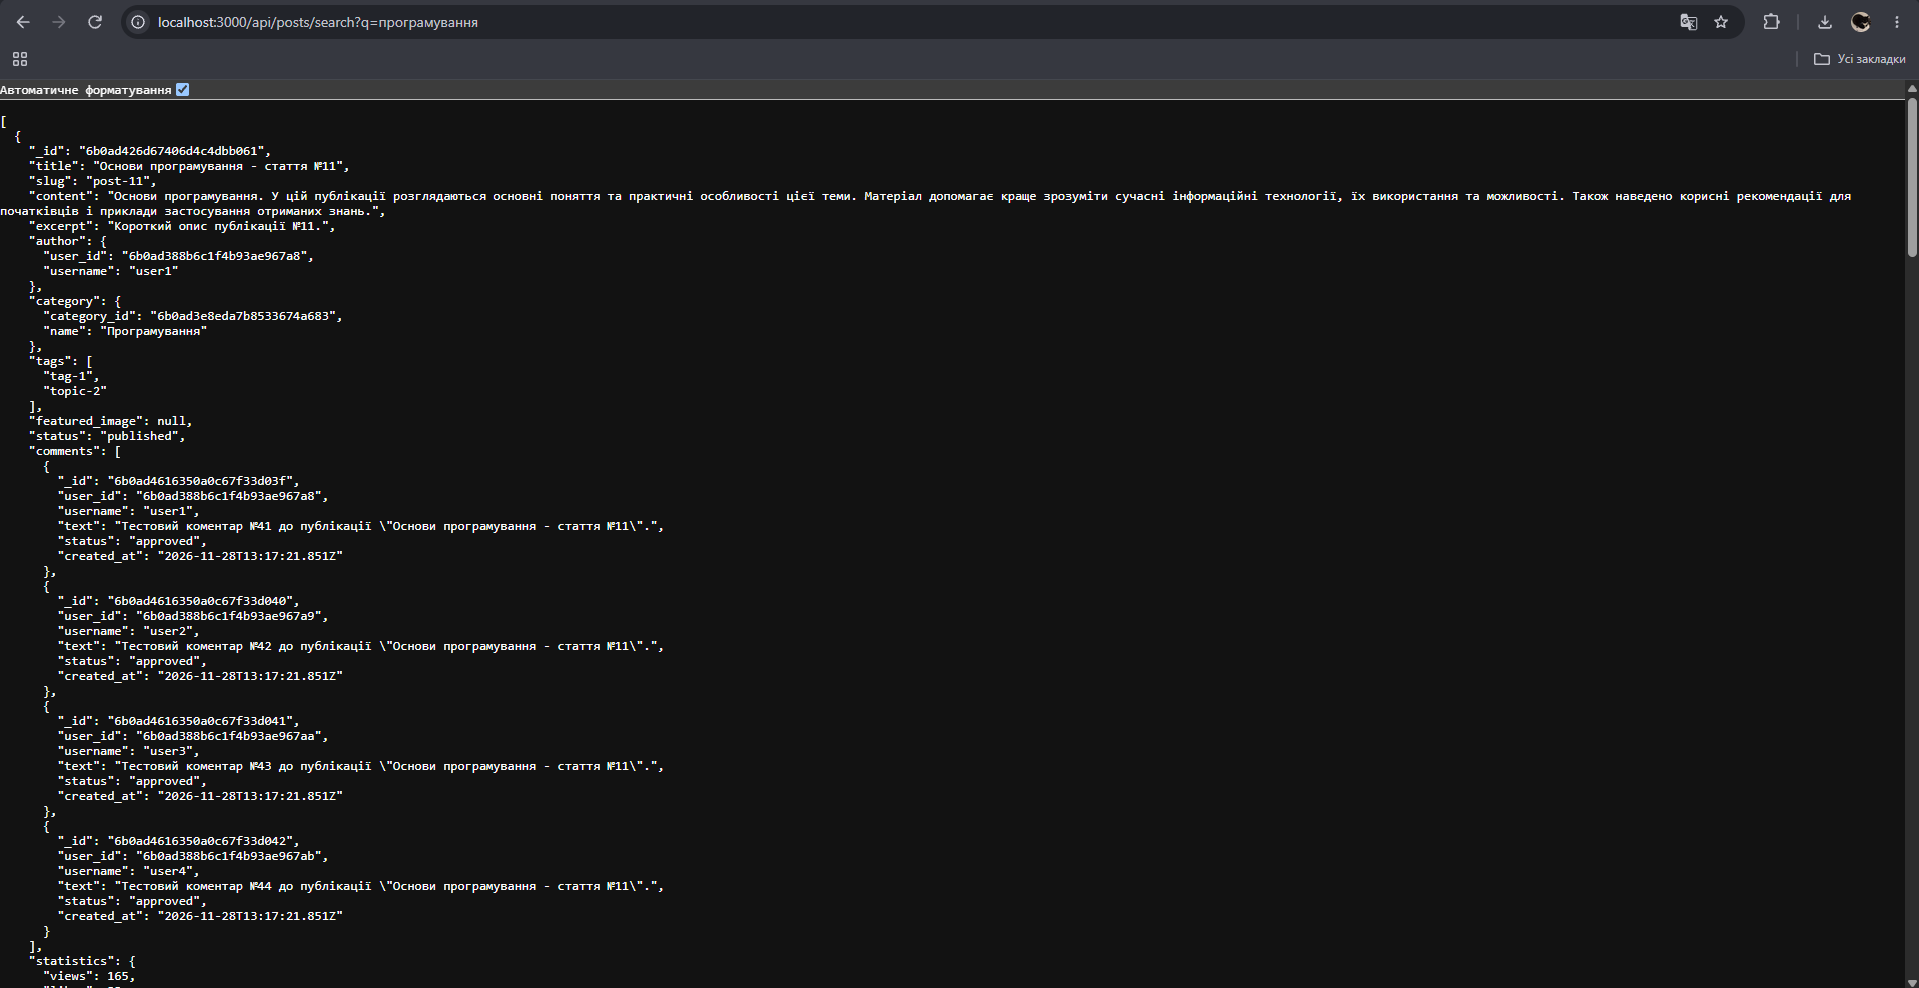 localhost:3000/api/posts/search?q=програмування
Усі закладки
Автоматичне форматування
[
  {
    "_id": "6b0ad426d67406d4c4dbb061",
    "title": "Основи програмування - стаття №11",
    "slug": "post-11",
    "content": "Основи програмування. У цій публікації розглядаються основні поняття та практичні особливості цієї теми. Матеріал допомагає краще зрозуміти сучасні інформаційні технології, їх використання та можливості. Також наведено корисні рекомендації для
початківців і приклади застосування отриманих знань.",
    "excerpt": "Короткий опис публікації №11.",
    "author": {
      "user_id": "6b0ad388b6c1f4b93ae967a8",
      "username": "user1"
    },
    "category": {
      "category_id": "6b0ad3e8eda7b8533674a683",
      "name": "Програмування"
    },
    "tags": [
      "tag-1",
      "topic-2"
    ],
    "featured_image": null,
    "status": "published",
    "comments": [
      {
        "_id": "6b0ad4616350a0c67f33d03f",
        "user_id": "6b0ad388b6c1f4b93ae967a8",
        "username": "user1",
        "text": "Тестовий коментар №41 до публікації \"Основи програмування - стаття №11\".",
        "status": "approved",
        "created_at": "2026-11-28T13:17:21.851Z"
      },
      {
        "_id": "6b0ad4616350a0c67f33d040",
        "user_id": "6b0ad388b6c1f4b93ae967a9",
        "username": "user2",
        "text": "Тестовий коментар №42 до публікації \"Основи програмування - стаття №11\".",
        "status": "approved",
        "created_at": "2026-11-28T13:17:21.851Z"
      },
      {
        "_id": "6b0ad4616350a0c67f33d041",
        "user_id": "6b0ad388b6c1f4b93ae967aa",
        "username": "user3",
        "text": "Тестовий коментар №43 до публікації \"Основи програмування - стаття №11\".",
        "status": "approved",
        "created_at": "2026-11-28T13:17:21.851Z"
      },
      {
        "_id": "6b0ad4616350a0c67f33d042",
        "user_id": "6b0ad388b6c1f4b93ae967ab",
        "username": "user4",
        "text": "Тестовий коментар №44 до публікації \"Основи програмування - стаття №11\".",
        "status": "approved",
        "created_at": "2026-11-28T13:17:21.851Z"
      }
    ],
    "statistics": {
      "views": 165,